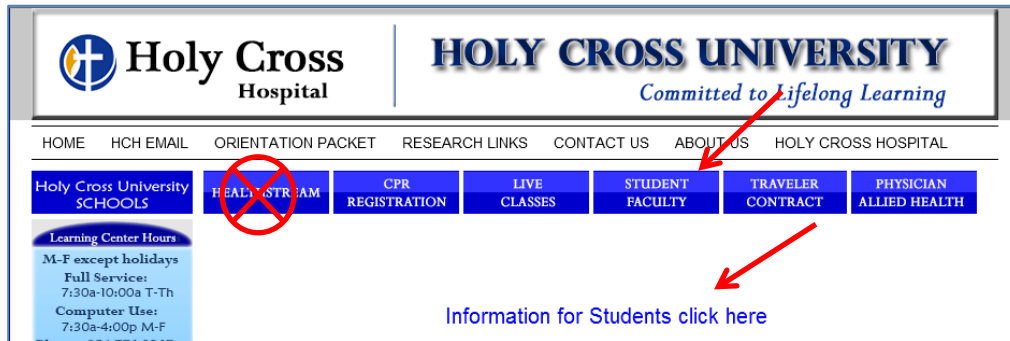 Holy Cross
Hospital
HOLY CROSS UNIVERSITY
Committed to Lifelong Learning
HOME HCH EMAIL ORIENTATION PACKET RESEARCH LINKS CONTACT US ABOUT US HOLY CROSS HOSPITAL
Holy Cross University
SCHOOLS
HEALTHSTREAM
CPR
REGISTRATION
LIVE
CLASSES
STUDENT
FACULTY
TRAVELER
CONTRACT
PHYSICIAN
ALLIED HEALTH
Learning Center Hours
M-F except holidays
Full Service:
7:30a-10:00a T-Th
Computer Use:
7:30a-4:00p M-F
Information for Students click here